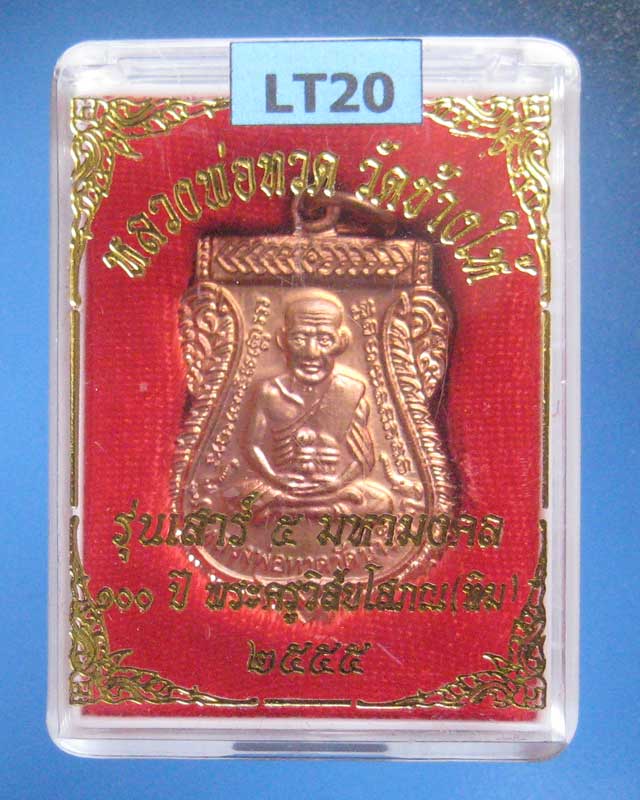 LT20
หลวงพ่อทวด วัดช้างให้
รุ่นเสาร์ ๕ มหามงคล
๑๐๐ ปี พระครูวิสัยโสภณ(ทิม)
๒๕๕๕